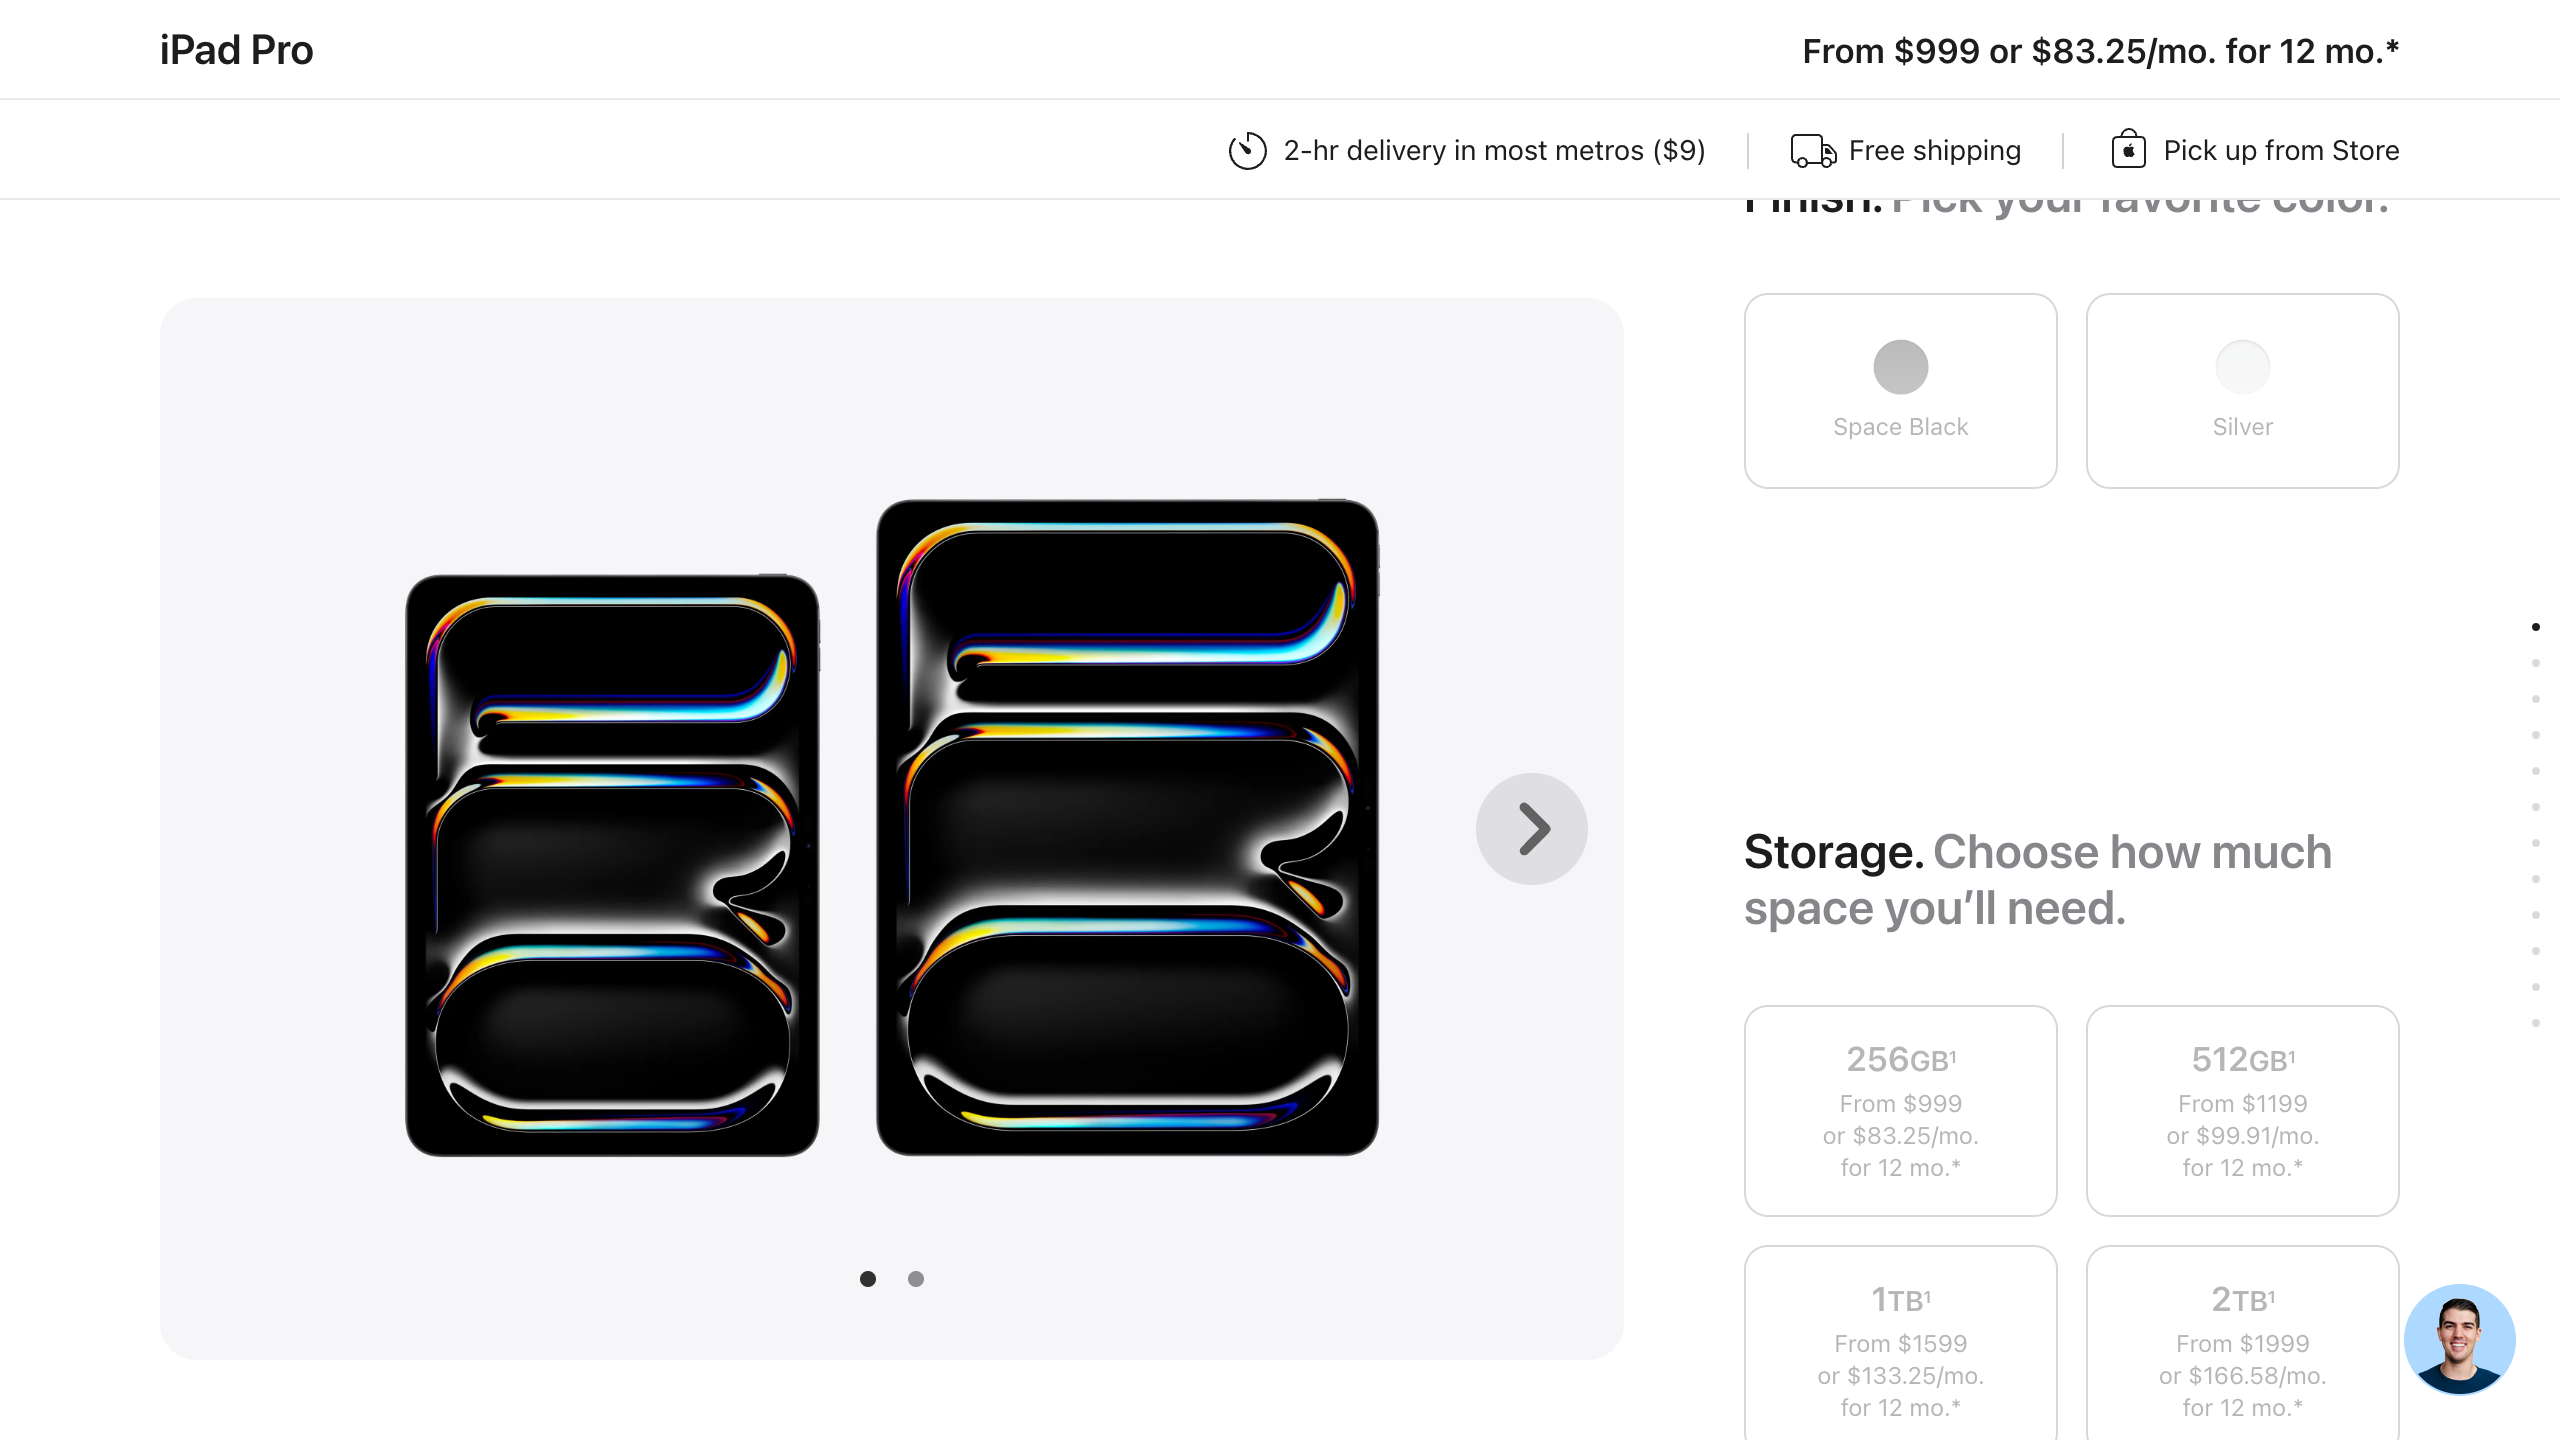 iPad Pro
From $999 or $83.25/mo. for 12 mo.*
2-hr delivery in most metros ($9)
Free shipping
Pick up from Store
Finish. Pick your favorite color.
Space Black
Silver
Storage. Choose how much
space you’ll need.
256GB¹
From $999
or $83.25/mo.
for 12 mo.*
512GB¹
From $1199
or $99.91/mo.
for 12 mo.*
1TB¹
From $1599
or $133.25/mo.
for 12 mo.*
2TB¹
From $1999
or $166.58/mo.
for 12 mo.*